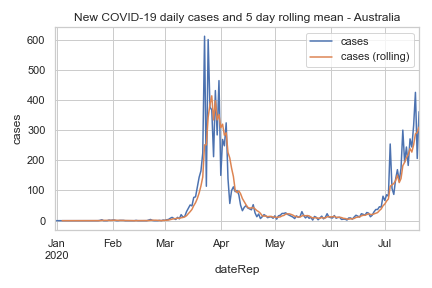 New COVID-19 daily cases and 5 day rolling mean - Australia
cases
cases (rolling)
600
500
400
300
200
100
0
cases
Jan Feb Mar Apr May Jun Jul
2020
dateRep